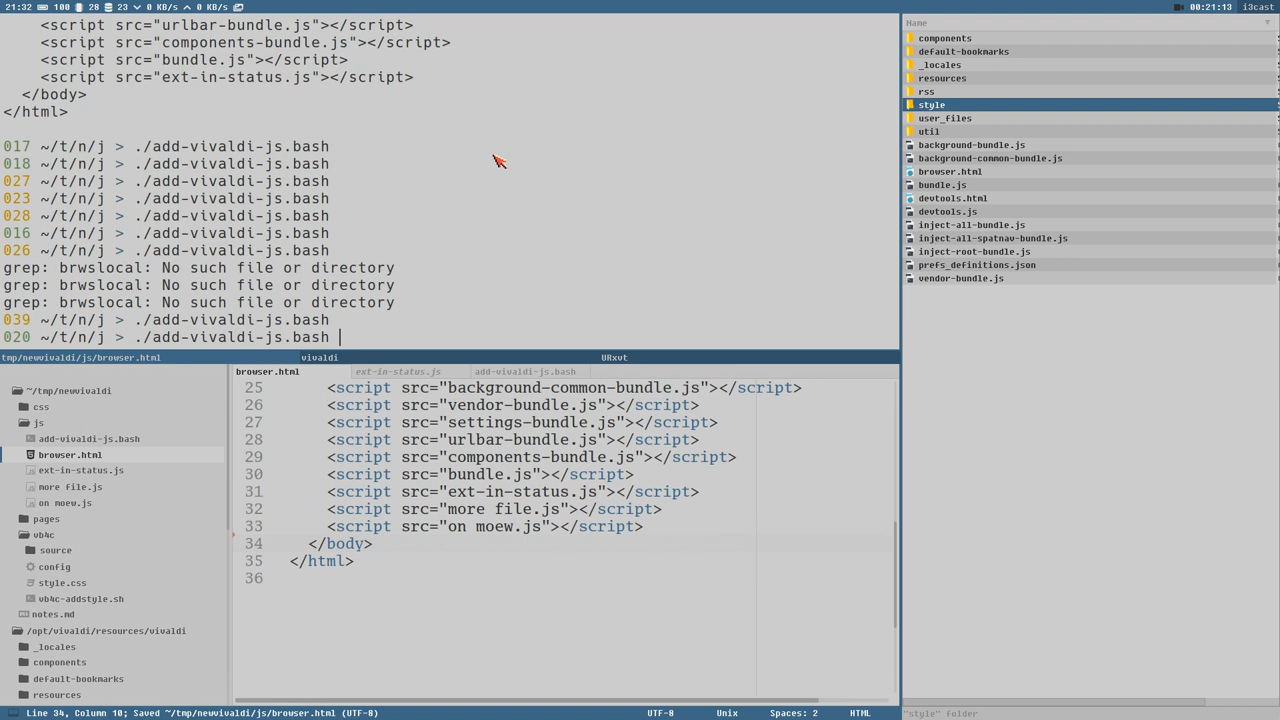 21:32 100 28 23 0 KB/s 0 KB/s
00:21:13 i3cast
<script src="urlbar-bundle.js"></script>
<script src="components-bundle.js"></script>
<script src="bundle.js"></script>
<script src="ext-in-status.js"></script>
</body>
</html>
017 ~/t/n/j > ./add-vivaldi-js.bash
018 ~/t/n/j > ./add-vivaldi-js.bash
027 ~/t/n/j > ./add-vivaldi-js.bash
023 ~/t/n/j > ./add-vivaldi-js.bash
028 ~/t/n/j > ./add-vivaldi-js.bash
016 ~/t/n/j > ./add-vivaldi-js.bash
026 ~/t/n/j > ./add-vivaldi-js.bash
grep: brwslocal: No such file or directory
grep: brwslocal: No such file or directory
grep: brwslocal: No such file or directory
039 ~/t/n/j > ./add-vivaldi-js.bash
020 ~/t/n/j > ./add-vivaldi-js.bash
tmp/newvivaldi/js/browser.html vivaldi URxvt
~/tmp/newvivaldi
css
js
add-vivaldi-js.bash
browser.html
ext-in-status.js
more file.js
on moew.js
pages
vb4c
source
config
style.css
vb4c-addstyle.sh
notes.md
/opt/vivaldi/resources/vivaldi
_locales
components
default-bookmarks
resources
browser.html ext-in-status.js add-vivaldi-js.bash
25 <script src="background-common-bundle.js"></script>
26 <script src="vendor-bundle.js"></script>
27 <script src="settings-bundle.js"></script>
28 <script src="urlbar-bundle.js"></script>
29 <script src="components-bundle.js"></script>
30 <script src="bundle.js"></script>
31 <script src="ext-in-status.js"></script>
32 <script src="more file.js"></script>
33 <script src="on moew.js"></script>
34 </body>
35 </html>
36
Line 34, Column 10; Saved ~/tmp/newvivaldi/js/browser.html (UTF-8) UTF-8 Unix Spaces: 2 HTML
Name
components
default-bookmarks
_locales
resources
rss
style
user_files
util
background-bundle.js
background-common-bundle.js
browser.html
bundle.js
devtools.html
devtools.js
inject-all-bundle.js
inject-all-spatnav-bundle.js
inject-root-bundle.js
prefs_definitions.json
vendor-bundle.js
"style" folder